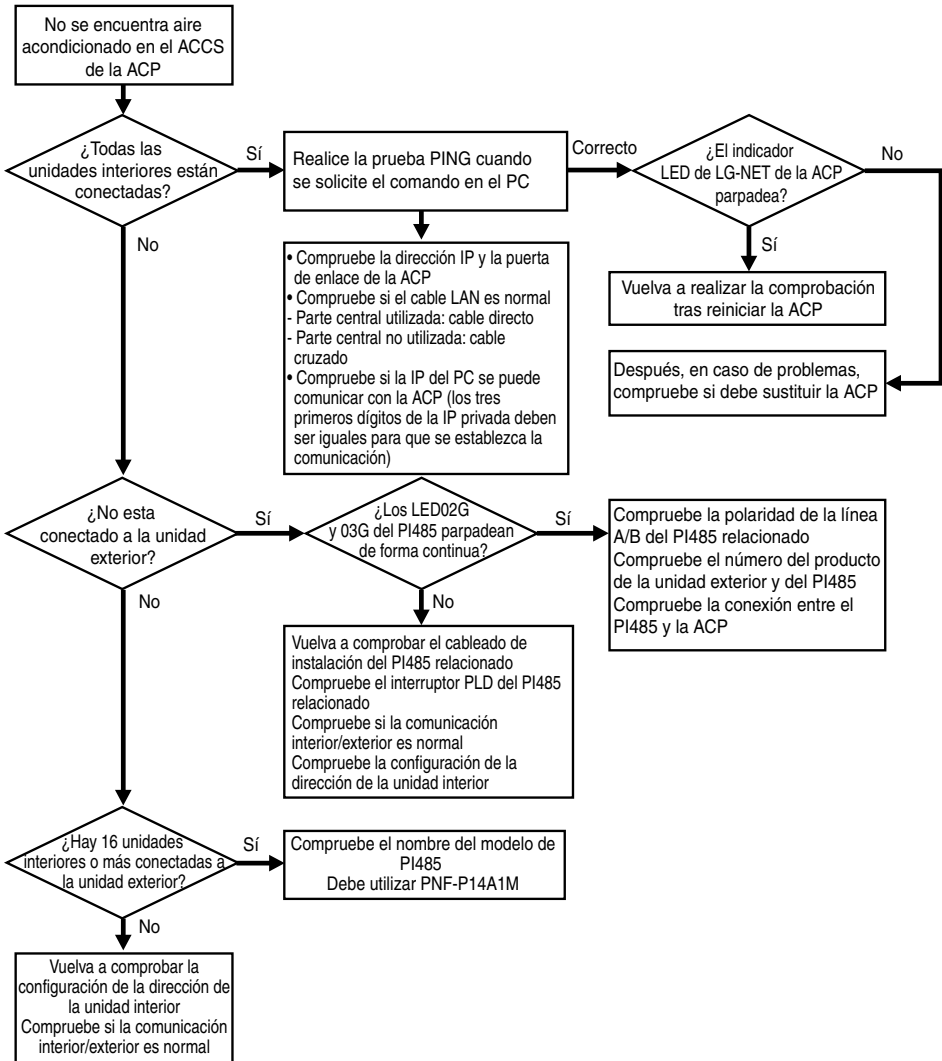 No se encuentra aire
acondicionado en el ACCS
de la ACP
¿Todas las
unidades interiores están
conectadas?
Sí
Realice la prueba PING cuando
se solicite el comando en el PC
Correcto
¿El indicador
LED de LG-NET de la ACP
parpadea?
No
No
Sí
• Compruebe la dirección IP y la puerta
de enlace de la ACP
• Compruebe si el cable LAN es normal
- Parte central utilizada: cable directo
- Parte central no utilizada: cable
cruzado
• Compruebe si la IP del PC se puede
comunicar con la ACP (los tres
primeros dígitos de la IP privada deben
ser iguales para que se establezca la
comunicación)
Vuelva a realizar la comprobación
tras reiniciar la ACP
Después, en caso de problemas,
compruebe si debe sustituir la ACP
¿No esta
conectado a la unidad
exterior?
Sí
¿Los LED02G
y 03G del PI485 parpadean
de forma continua?
Sí
Compruebe la polaridad de la línea
A/B del PI485 relacionado
Compruebe el número del producto
de la unidad exterior y del PI485
Compruebe la conexión entre el
PI485 y la ACP
No
No
Vuelva a comprobar el cableado de
instalación del PI485 relacionado
Compruebe el interruptor PLD del PI485
relacionado
Compruebe si la comunicación
interior/exterior es normal
Compruebe la configuración de la
dirección de la unidad interior
¿Hay 16 unidades
interiores o más conectadas a
la unidad exterior?
Sí
Compruebe el nombre del modelo de
PI485
Debe utilizar PNF-P14A1M
No
Vuelva a comprobar la
configuración de la dirección de
la unidad interior
Compruebe si la comunicación
interior/exterior es normal